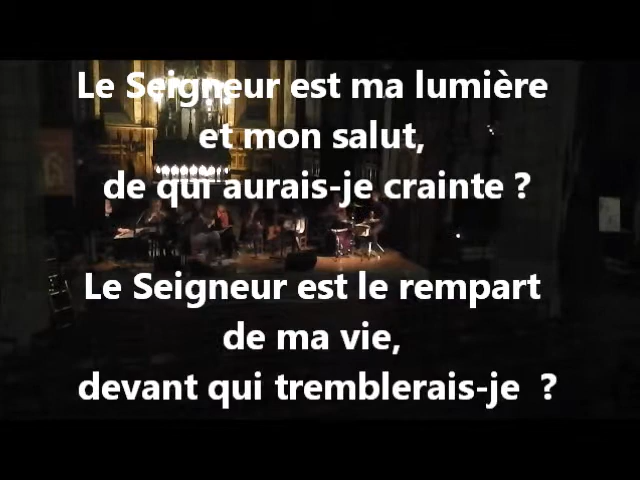 Le Seigneur est ma lumière
et mon salut,
de qui aurais-je crainte ?
Le Seigneur est le rempart
de ma vie,
devant qui tremblerais-je  ?